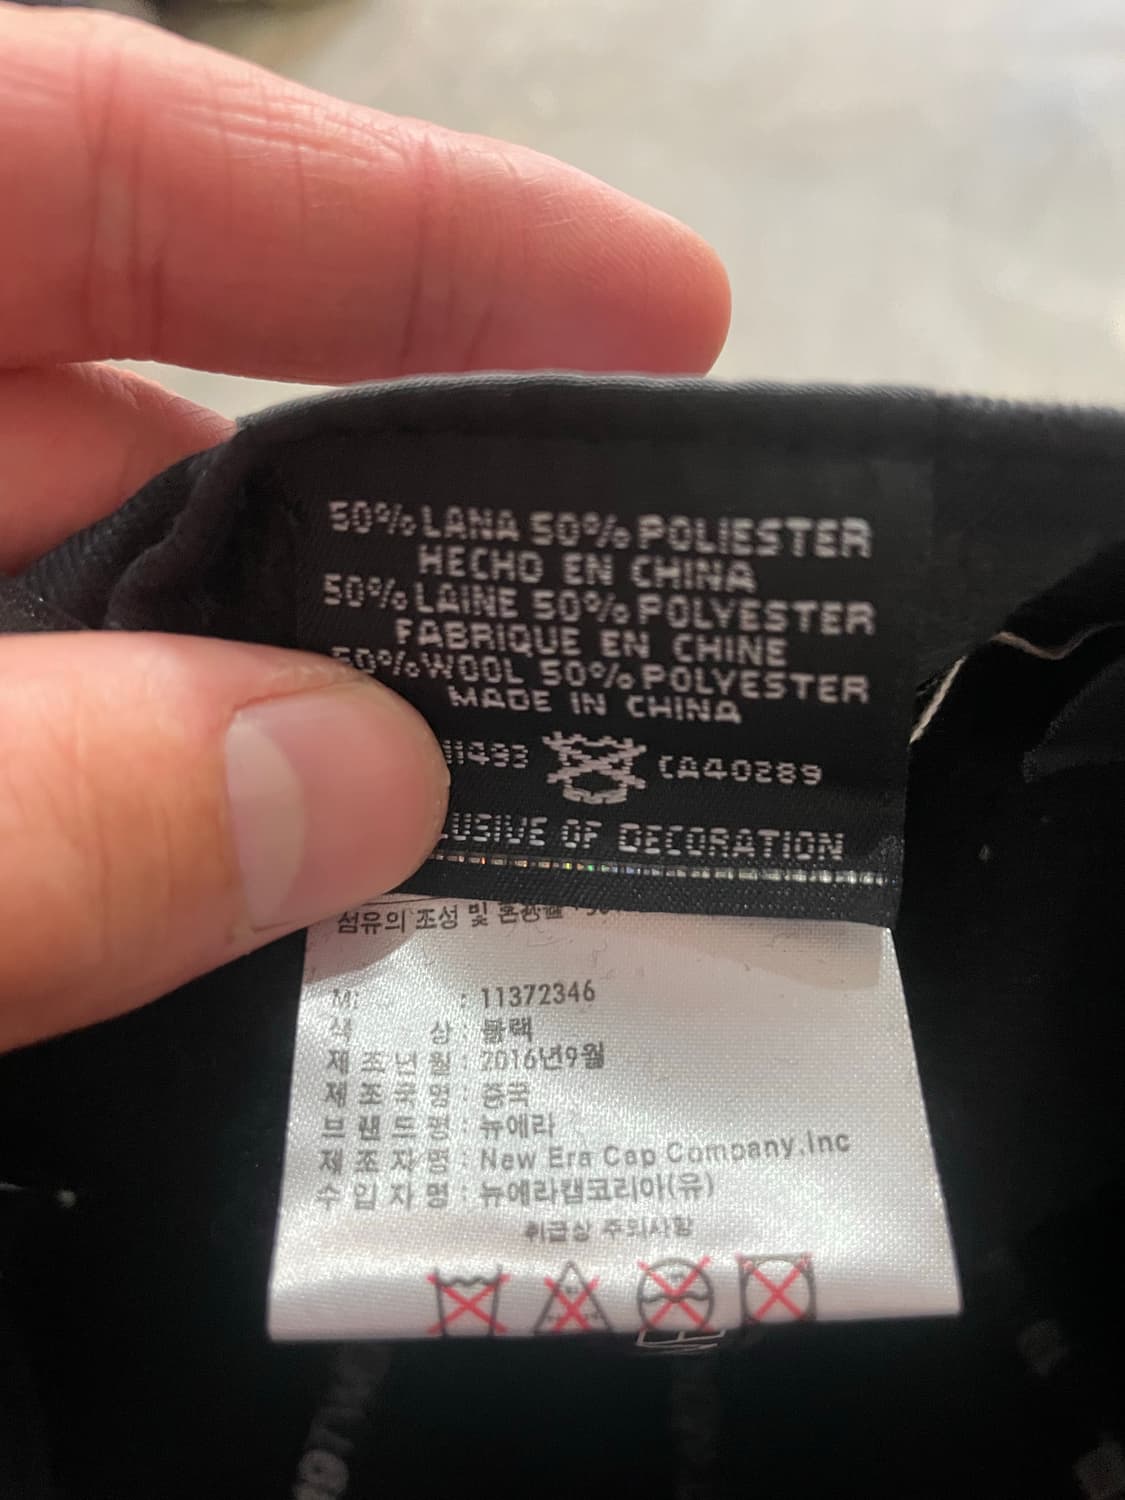 50% LANA 50% POLIESTER
HECHO EN CHINA
50% LAINE 50% POLYESTER
FABRIQUE EN CHINE
50% WOOL 50% POLYESTER
MADE IN CHINA
CA40289
OF DECORATION
섬유의 조성 및 혼용율
: 11372346
색 상 : 블랙
제조년월 : 2016년9월
제조국명 : 중국
브랜드명 : 뉴에라
제조자명 : New Era Cap Company,Inc
수입자명 : 뉴에라캡코리아(유)
취급상 주의사항